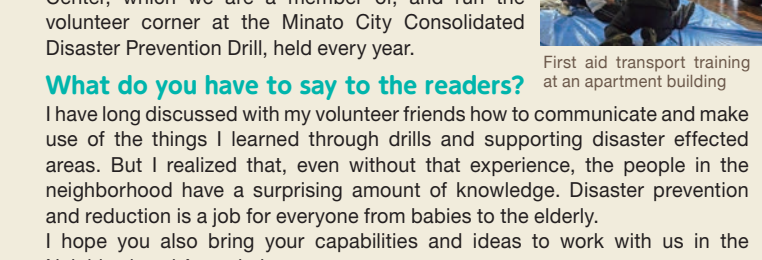 Center, which we are a member of, and run the
volunteer corner at the Minato City Consolidated
Disaster Prevention Drill, held every year.
First aid transport training
at an apartment building
What do you have to say to the readers?
I have long discussed with my volunteer friends how to communicate and make
use of the things I learned through drills and supporting disaster effected
areas. But I realized that, even without that experience, the people in the
neighborhood have a surprising amount of knowledge. Disaster prevention
and reduction is a job for everyone from babies to the elderly.
I hope you also bring your capabilities and ideas to work with us in the